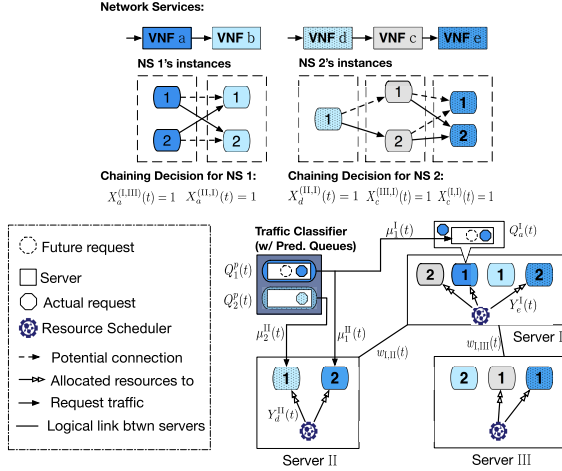 Network Services:
VNF a
VNF b
VNF d
VNF c
VNF e
NS 1's instances
NS 2's instances
1
1
2
2
1
1
2
1
2
Chaining Decision for NS 1:
Chaining Decision for NS 2:
X_a^{(I,III)}(t) = 1
X_a^{(II,I)}(t) = 1
X_d^{(II,I)}(t) = 1
X_c^{(III,I)}(t) = 1
X_c^{(I,I)}(t) = 1
Future request
Server
Actual request
Resource Scheduler
Potential connection
Allocated resources to
Request traffic
Logical link btwn servers
Traffic Classifier
(w/ Pred. Queues)
Q_1^p(t)
Q_2^p(t)
μ_1^I(t)
Q_a^I(t)
2
1
1
2
Y_e^I(t)
Server
μ_2^{II}(t)
μ_1^{II}(t)
w_{I,II}(t)
w_{I,III}(t)
1
2
Y_d^{II}(t)
Server II
2
1
1
Server III